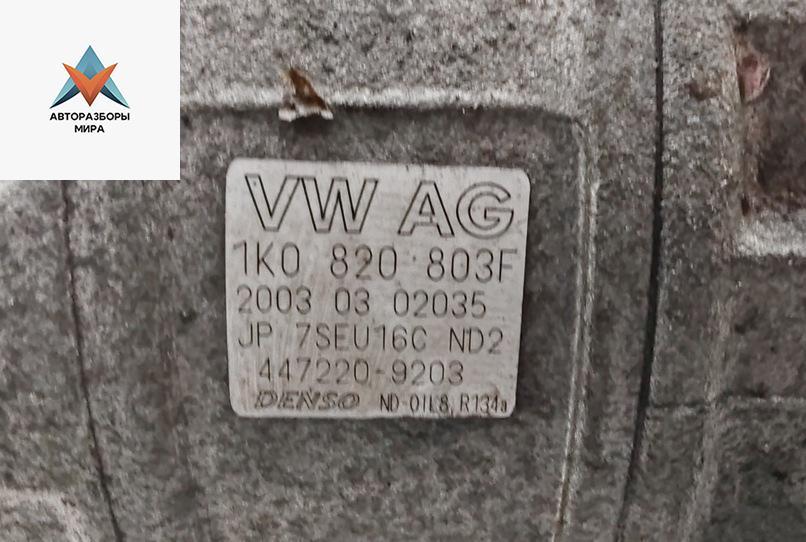 АВТОРАЗБОРЫ
МИРА
VW AG
1K0 820 803F
2003 03 02035
JP 7SEU16C ND2
447220-9203
DENSO ND-OIL8, R134a